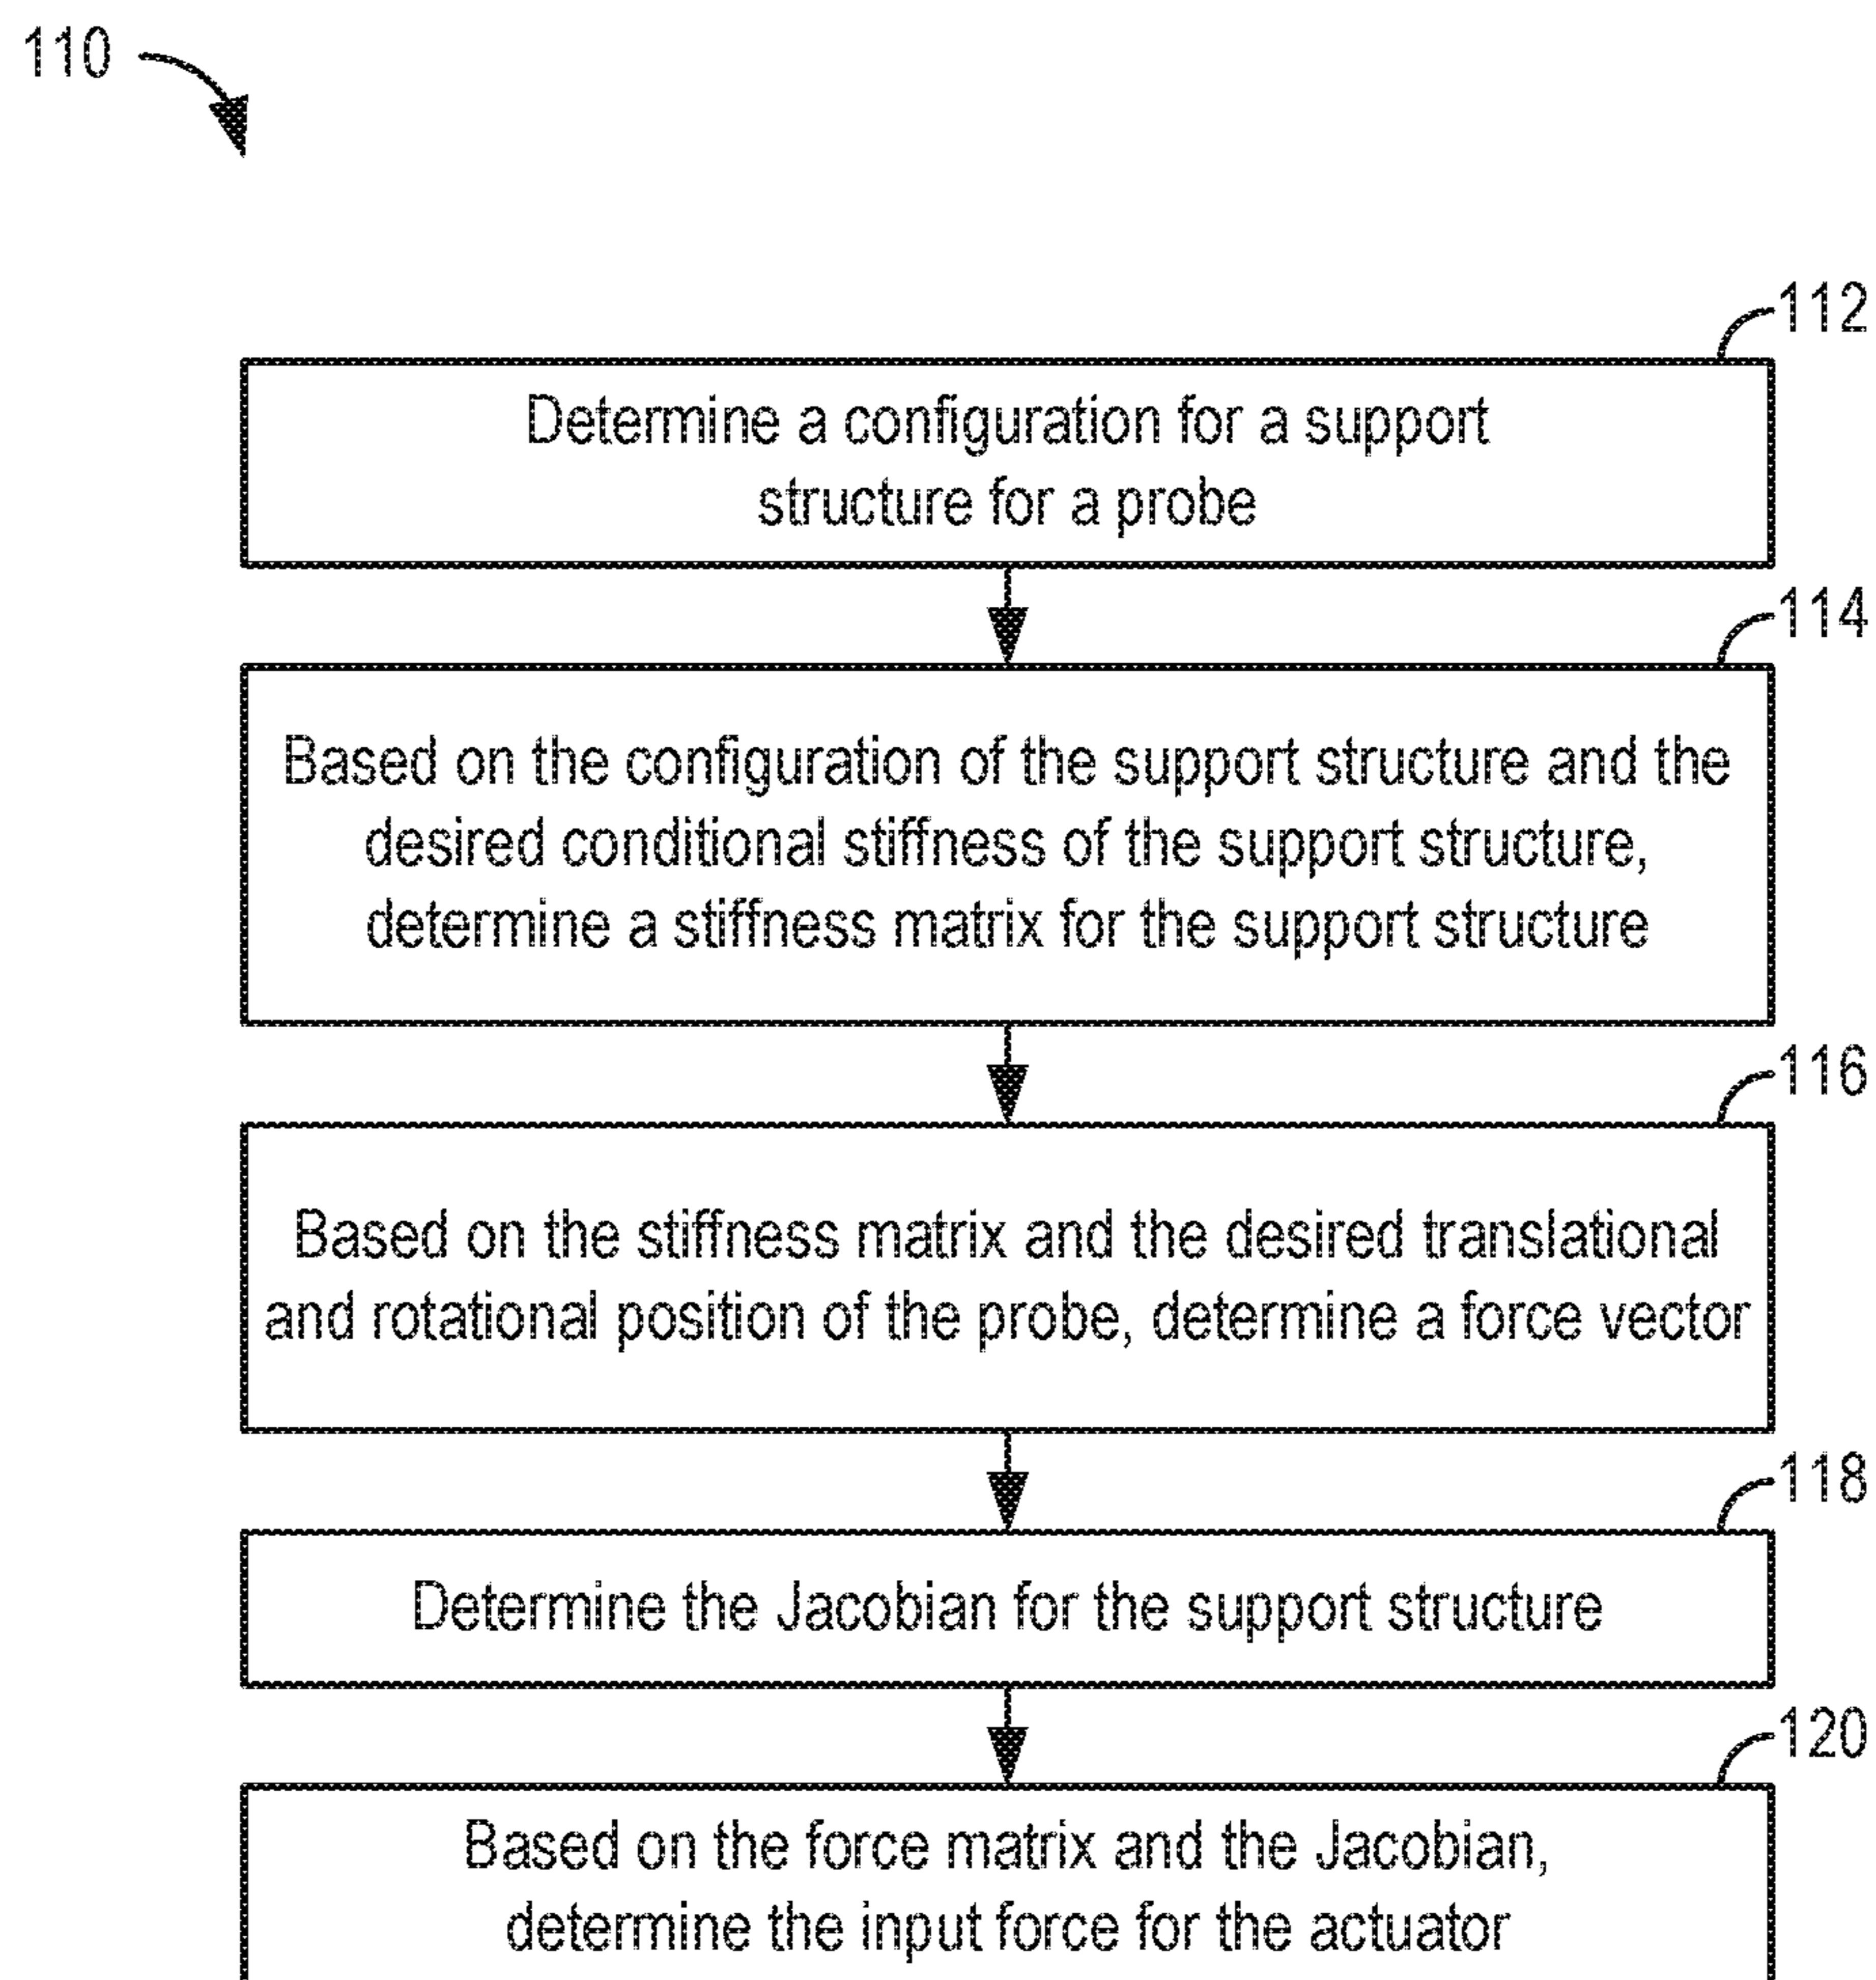 110
112
Determine a configuration for a support
structure for a probe
114
Based on the configuration of the support structure and the
desired conditional stiffness of the support structure,
determine a stiffness matrix for the support structure
116
Based on the stiffness matrix and the desired translational
and rotational position of the probe, determine a force vector
118
Determine the Jacobian for the support structure
120
Based on the force matrix and the Jacobian,
determine the input force for the actuator